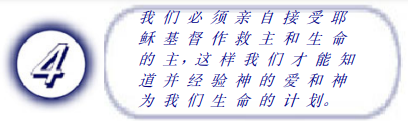 4
我们必须亲自接受耶
稣基督作救主和生命
的主，这样我们才能知
道并经验神的爱和神
为我们生命的计划。